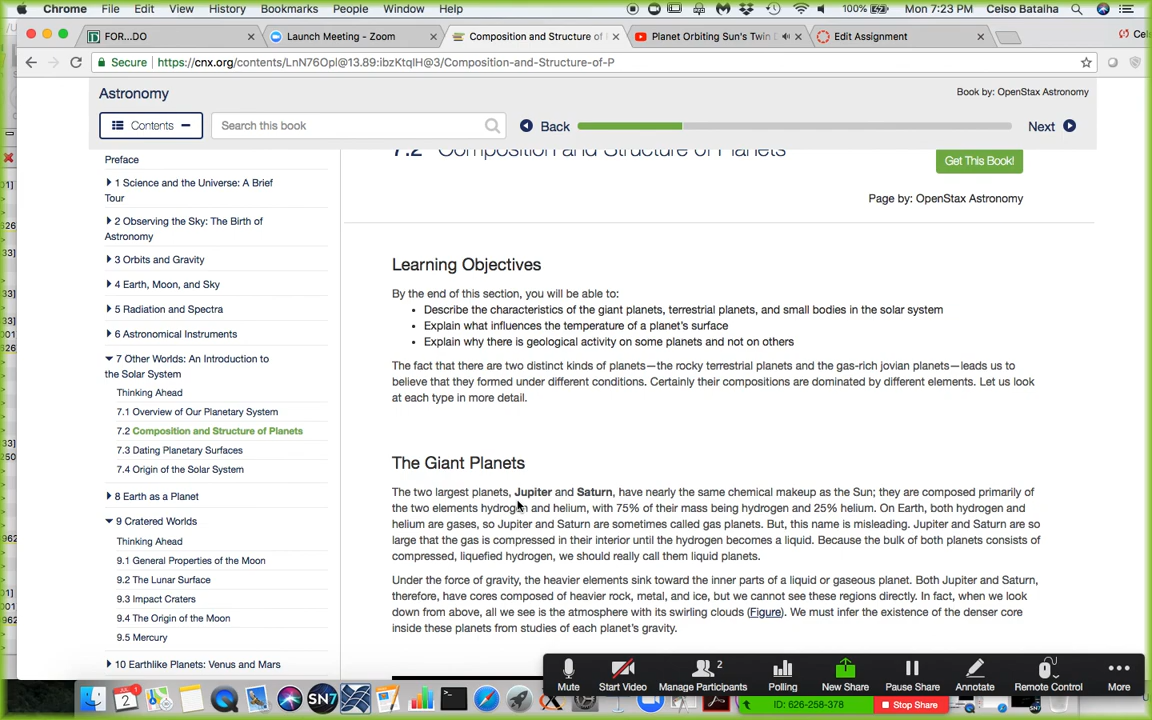 Chrome File Edit View History Bookmarks People Window Help 100% Mon 7:23 PM Celso Batalha
FOR...DO Launch Meeting - Zoom Composition and Structure of Planet Orbiting Sun's Twin Edit Assignment
Secure https://cnx.org/contents/LnN76Opl@13.89:ibzKtqIH@3/Composition-and-Structure-of-P
Astronomy
Book by: OpenStax Astronomy
Contents Search this book Back Next
7.2 Composition and Structure of Planets
Get This Book!
Page by: OpenStax Astronomy
Preface
1 Science and the Universe: A Brief
Tour
2 Observing the Sky: The Birth of
Astronomy
3 Orbits and Gravity
4 Earth, Moon, and Sky
5 Radiation and Spectra
6 Astronomical Instruments
7 Other Worlds: An Introduction to
the Solar System
Thinking Ahead
7.1 Overview of Our Planetary System
7.2 Composition and Structure of Planets
7.3 Dating Planetary Surfaces
7.4 Origin of the Solar System
8 Earth as a Planet
9 Cratered Worlds
Thinking Ahead
9.1 General Properties of the Moon
9.2 The Lunar Surface
9.3 Impact Craters
9.4 The Origin of the Moon
9.5 Mercury
10 Earthlike Planets: Venus and Mars
Learning Objectives
By the end of this section, you will be able to:
• Describe the characteristics of the giant planets, terrestrial planets, and small bodies in the solar system
• Explain what influences the temperature of a planet's surface
• Explain why there is geological activity on some planets and not on others
The fact that there are two distinct kinds of planets—the rocky terrestrial planets and the gas-rich jovian planets—leads us to
believe that they formed under different conditions. Certainly their compositions are dominated by different elements. Let us look
at each type in more detail.
The Giant Planets
The two largest planets, Jupiter and Saturn, have nearly the same chemical makeup as the Sun; they are composed primarily of
the two elements hydrogen and helium, with 75% of their mass being hydrogen and 25% helium. On Earth, both hydrogen and
helium are gases, so Jupiter and Saturn are sometimes called gas planets. But, this name is misleading. Jupiter and Saturn are so
large that the gas is compressed in their interior until the hydrogen becomes a liquid. Because the bulk of both planets consists of
compressed, liquefied hydrogen, we should really call them liquid planets.
Under the force of gravity, the heavier elements sink toward the inner parts of a liquid or gaseous planet. Both Jupiter and Saturn,
therefore, have cores composed of heavier rock, metal, and ice, but we cannot see these regions directly. In fact, when we look
down from above, all we see is the atmosphere with its swirling clouds (Figure). We must infer the existence of the denser core
inside these planets from studies of each planet's gravity.
2
Mute Start Video Manage Participants Polling New Share Pause Share Annotate Remote Control More
ID: 626-258-378 Stop Share
SN7